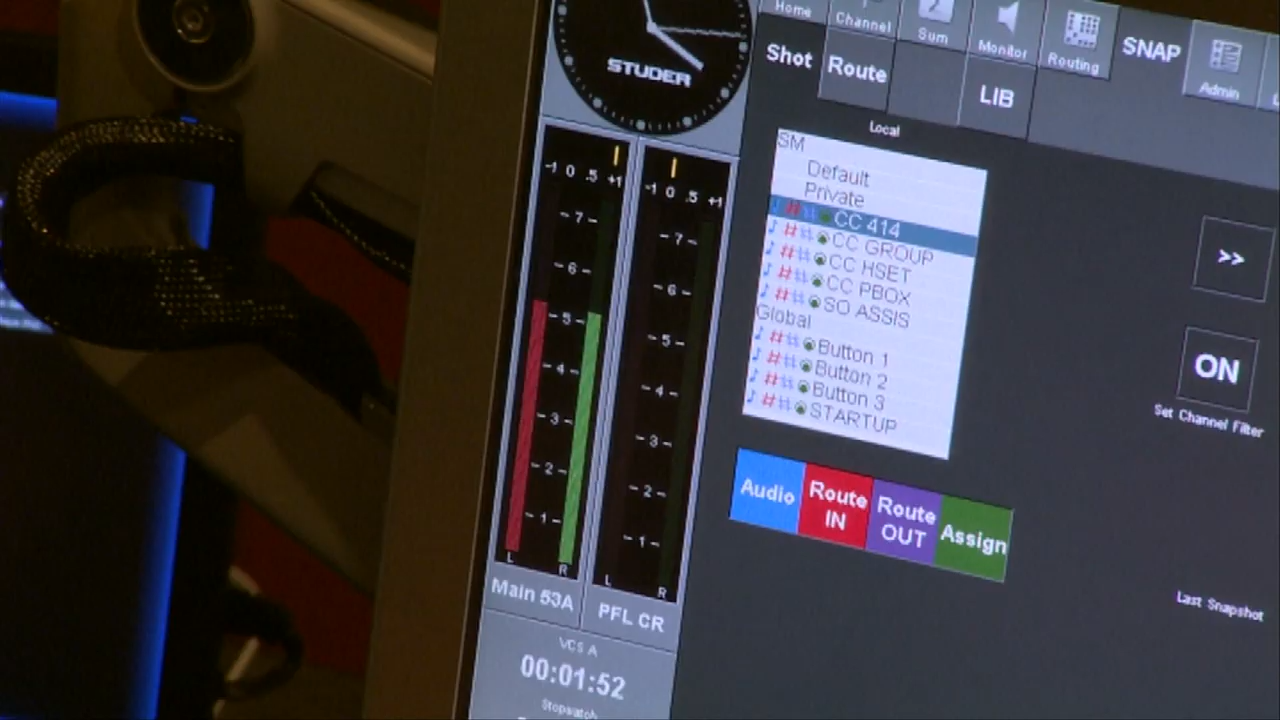 Home
Channel
Sum
Monitor
Routing
SNAP
Admin
Shot
Route
LIB
STUDER
Local
SM
Default
Private
CC 414
CC GROUP
CC HSET
CC PBOX
SO ASSIS
Global
Button 1
Button 2
Button 3
STARTUP
>>
ON
Set Channel Filter
-1 0 .5 +1
-1 0 .5 +1
7
6
5
4
3
2
1
L R
7
6
5
4
3
2
1
L R
Audio
Route IN
Route OUT
Assign
Main 53A
PFL CR
Last Snapshot
VCS A
00:01:52
Stopwatch